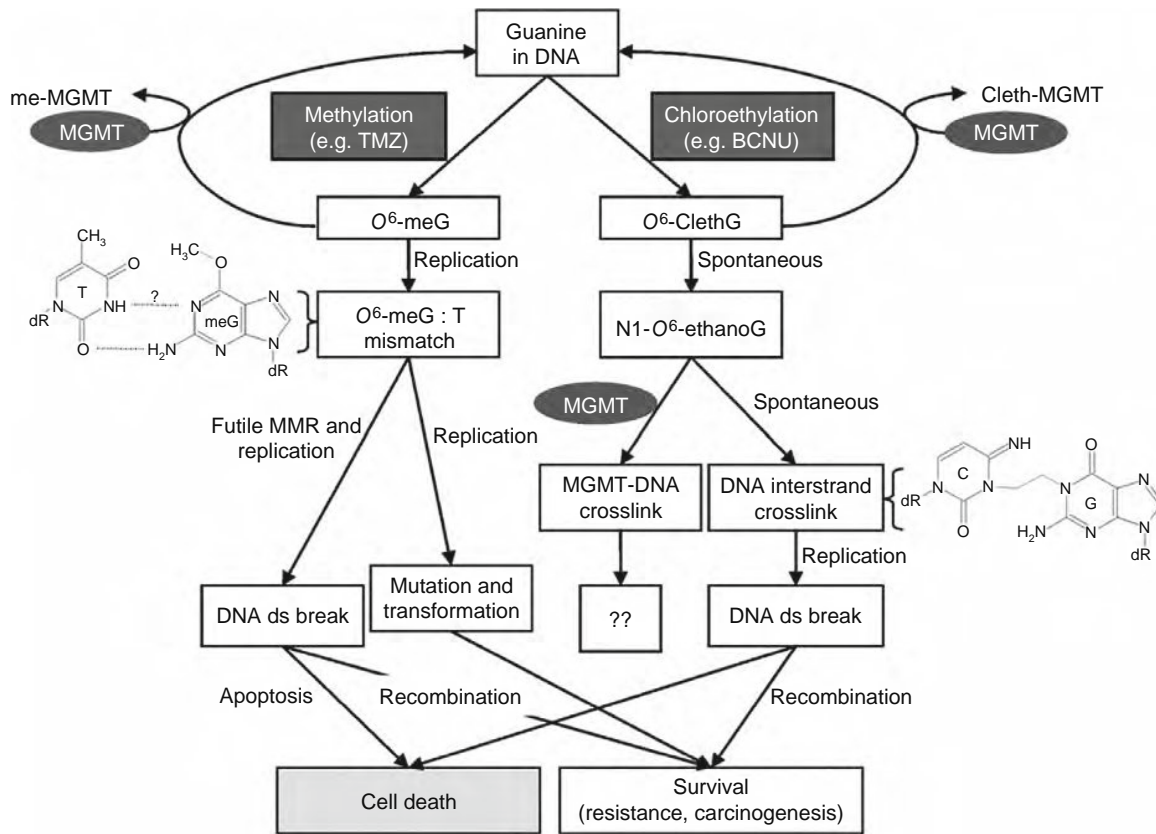 Guanine
in DNA
me-MGMT
MGMT
Methylation
(e.g. TMZ)
Chloroethylation
(e.g. BCNU)
Cleth-MGMT
MGMT
O⁶-meG
O⁶-ClethG
Replication
Spontaneous
CH₃
O
T
N
NH
dR
O
?
H₃C
O
N
N
meG
H₂N
N
N
dR
O⁶-meG : T
mismatch
N1-O⁶-ethanoG
Futile MMR and
replication
Replication
MGMT
Spontaneous
MGMT-DNA
crosslink
DNA interstrand
crosslink
NH
C
N
N
dR
O
O
N
N
G
H₂N
N
N
dR
Replication
DNA ds break
Mutation and
transformation
??
DNA ds break
Apoptosis
Recombination
Recombination
Cell death
Survival
(resistance, carcinogenesis)